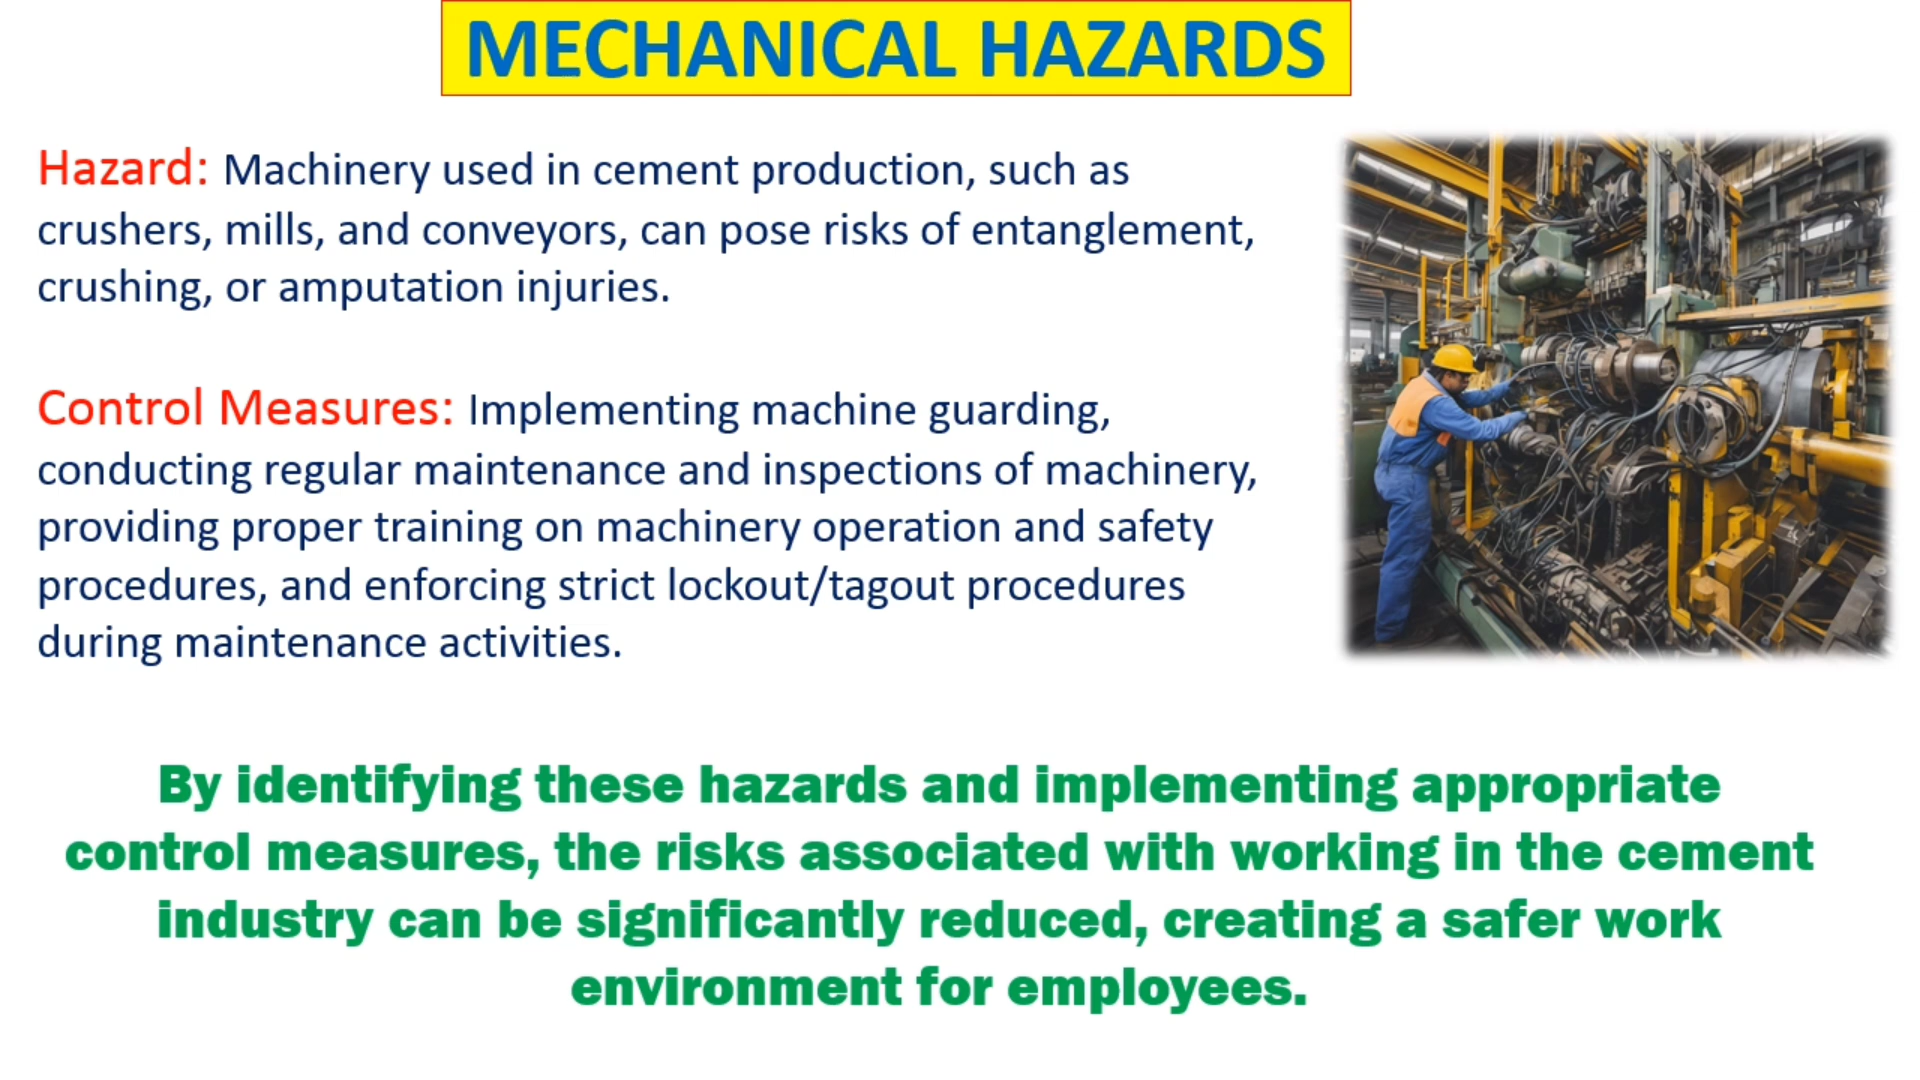 MECHANICAL HAZARDS
Hazard: Machinery used in cement production, such as
crushers, mills, and conveyors, can pose risks of entanglement,
crushing, or amputation injuries.
Control Measures: Implementing machine guarding,
conducting regular maintenance and inspections of machinery,
providing proper training on machinery operation and safety
procedures, and enforcing strict lockout/tagout procedures
during maintenance activities.
By identifying these hazards and implementing appropriate
control measures, the risks associated with working in the cement
industry can be significantly reduced, creating a safer work
environment for employees.